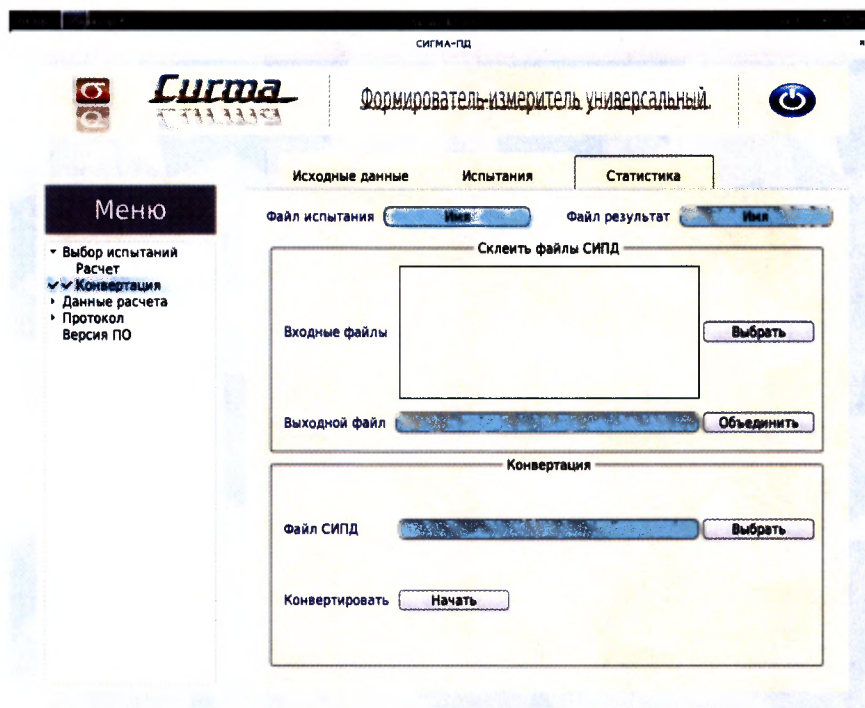 СИГМА-ПД
Сигма
Формирователь-измеритель универсальный
Исходные данные Испытания Статистика
Меню
Файл испытания Имя Файл результат Имя
Выбор испытаний
Расчет
Конвертация
Данные расчета
Протокол
Версия ПО
Склеить файлы СИПД
Входные файлы Выбрать
Выходной файл Объединить
Конвертация
Файл СИПД Выбрать
Конвертировать Начать